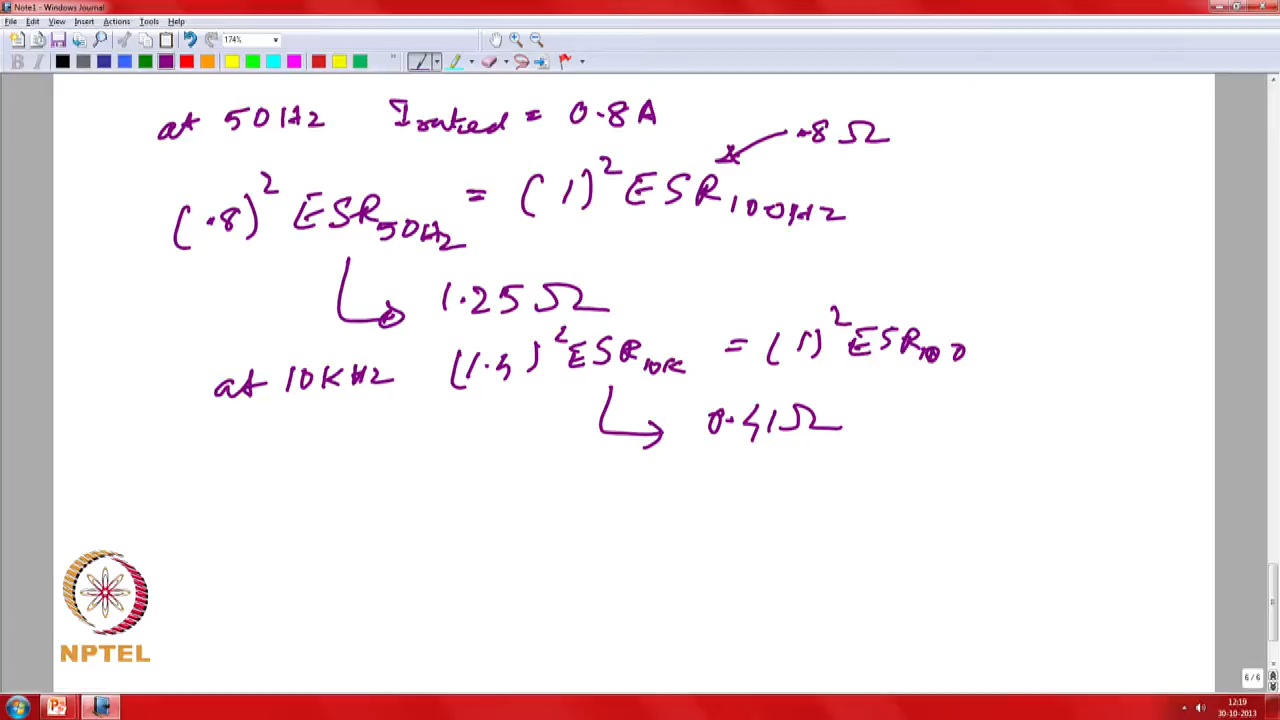 Note1 - Windows Journal
File Edit View Insert Actions Tools Help
174%
B I
at 50Hz Irated = 0.8A
.8 Ω
(.8)² ESR50Hz = (1)² ESR100Hz
1.25 Ω
at 10KHz (1.4)² ESR10K = (1)² ESR100
0.41Ω
NPTEL
6 / 6
12:19
30-10-2013